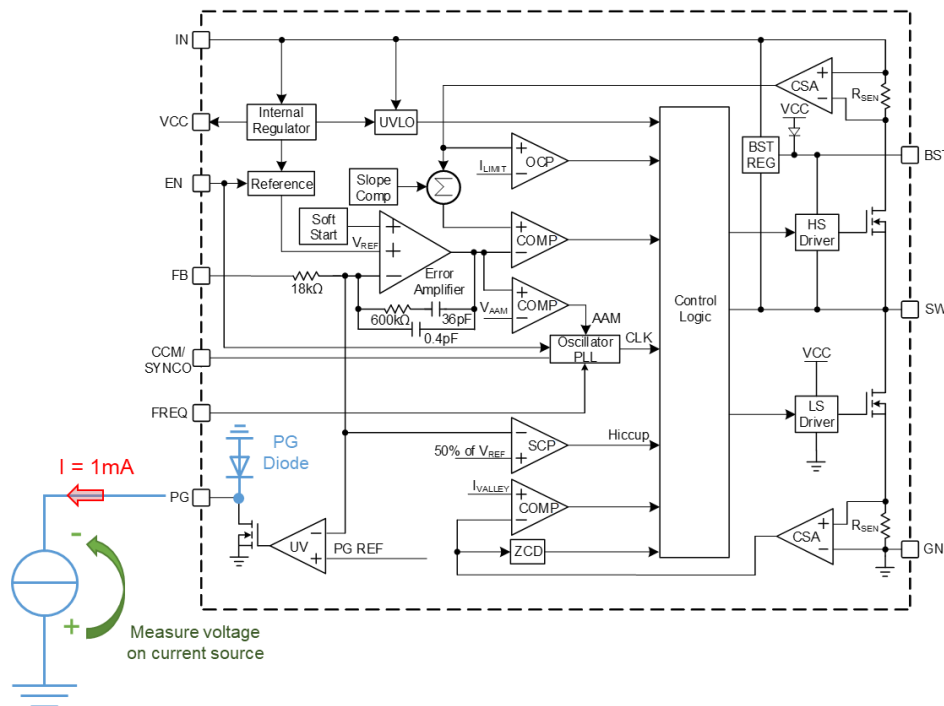 IN
VCC
EN
FB
CCM/
SYNCO
FREQ
PG
Internal
Regulator
UVLO
Reference
Slope
Comp
Soft
Start
VREF
Σ
+
+
−
Error
Amplifier
18kΩ
600kΩ
36pF
0.4pF
+
−
OCP
ILIMIT
+
−
COMP
+
−
COMP
VAAM
AAM
Oscillator
PLL
CLK
−
+
SCP
50% of VREF
Hiccup
IVALLEY
+
−
COMP
ZCD
−
+
UV
PG REF
Control
Logic
CSA
+
−
RSEN
VCC
BST
REG
BST
HS
Driver
SW
VCC
LS
Driver
CSA
+
−
RSEN
GN
PG
Diode
I = 1mA
-
+
Measure voltage
on current source